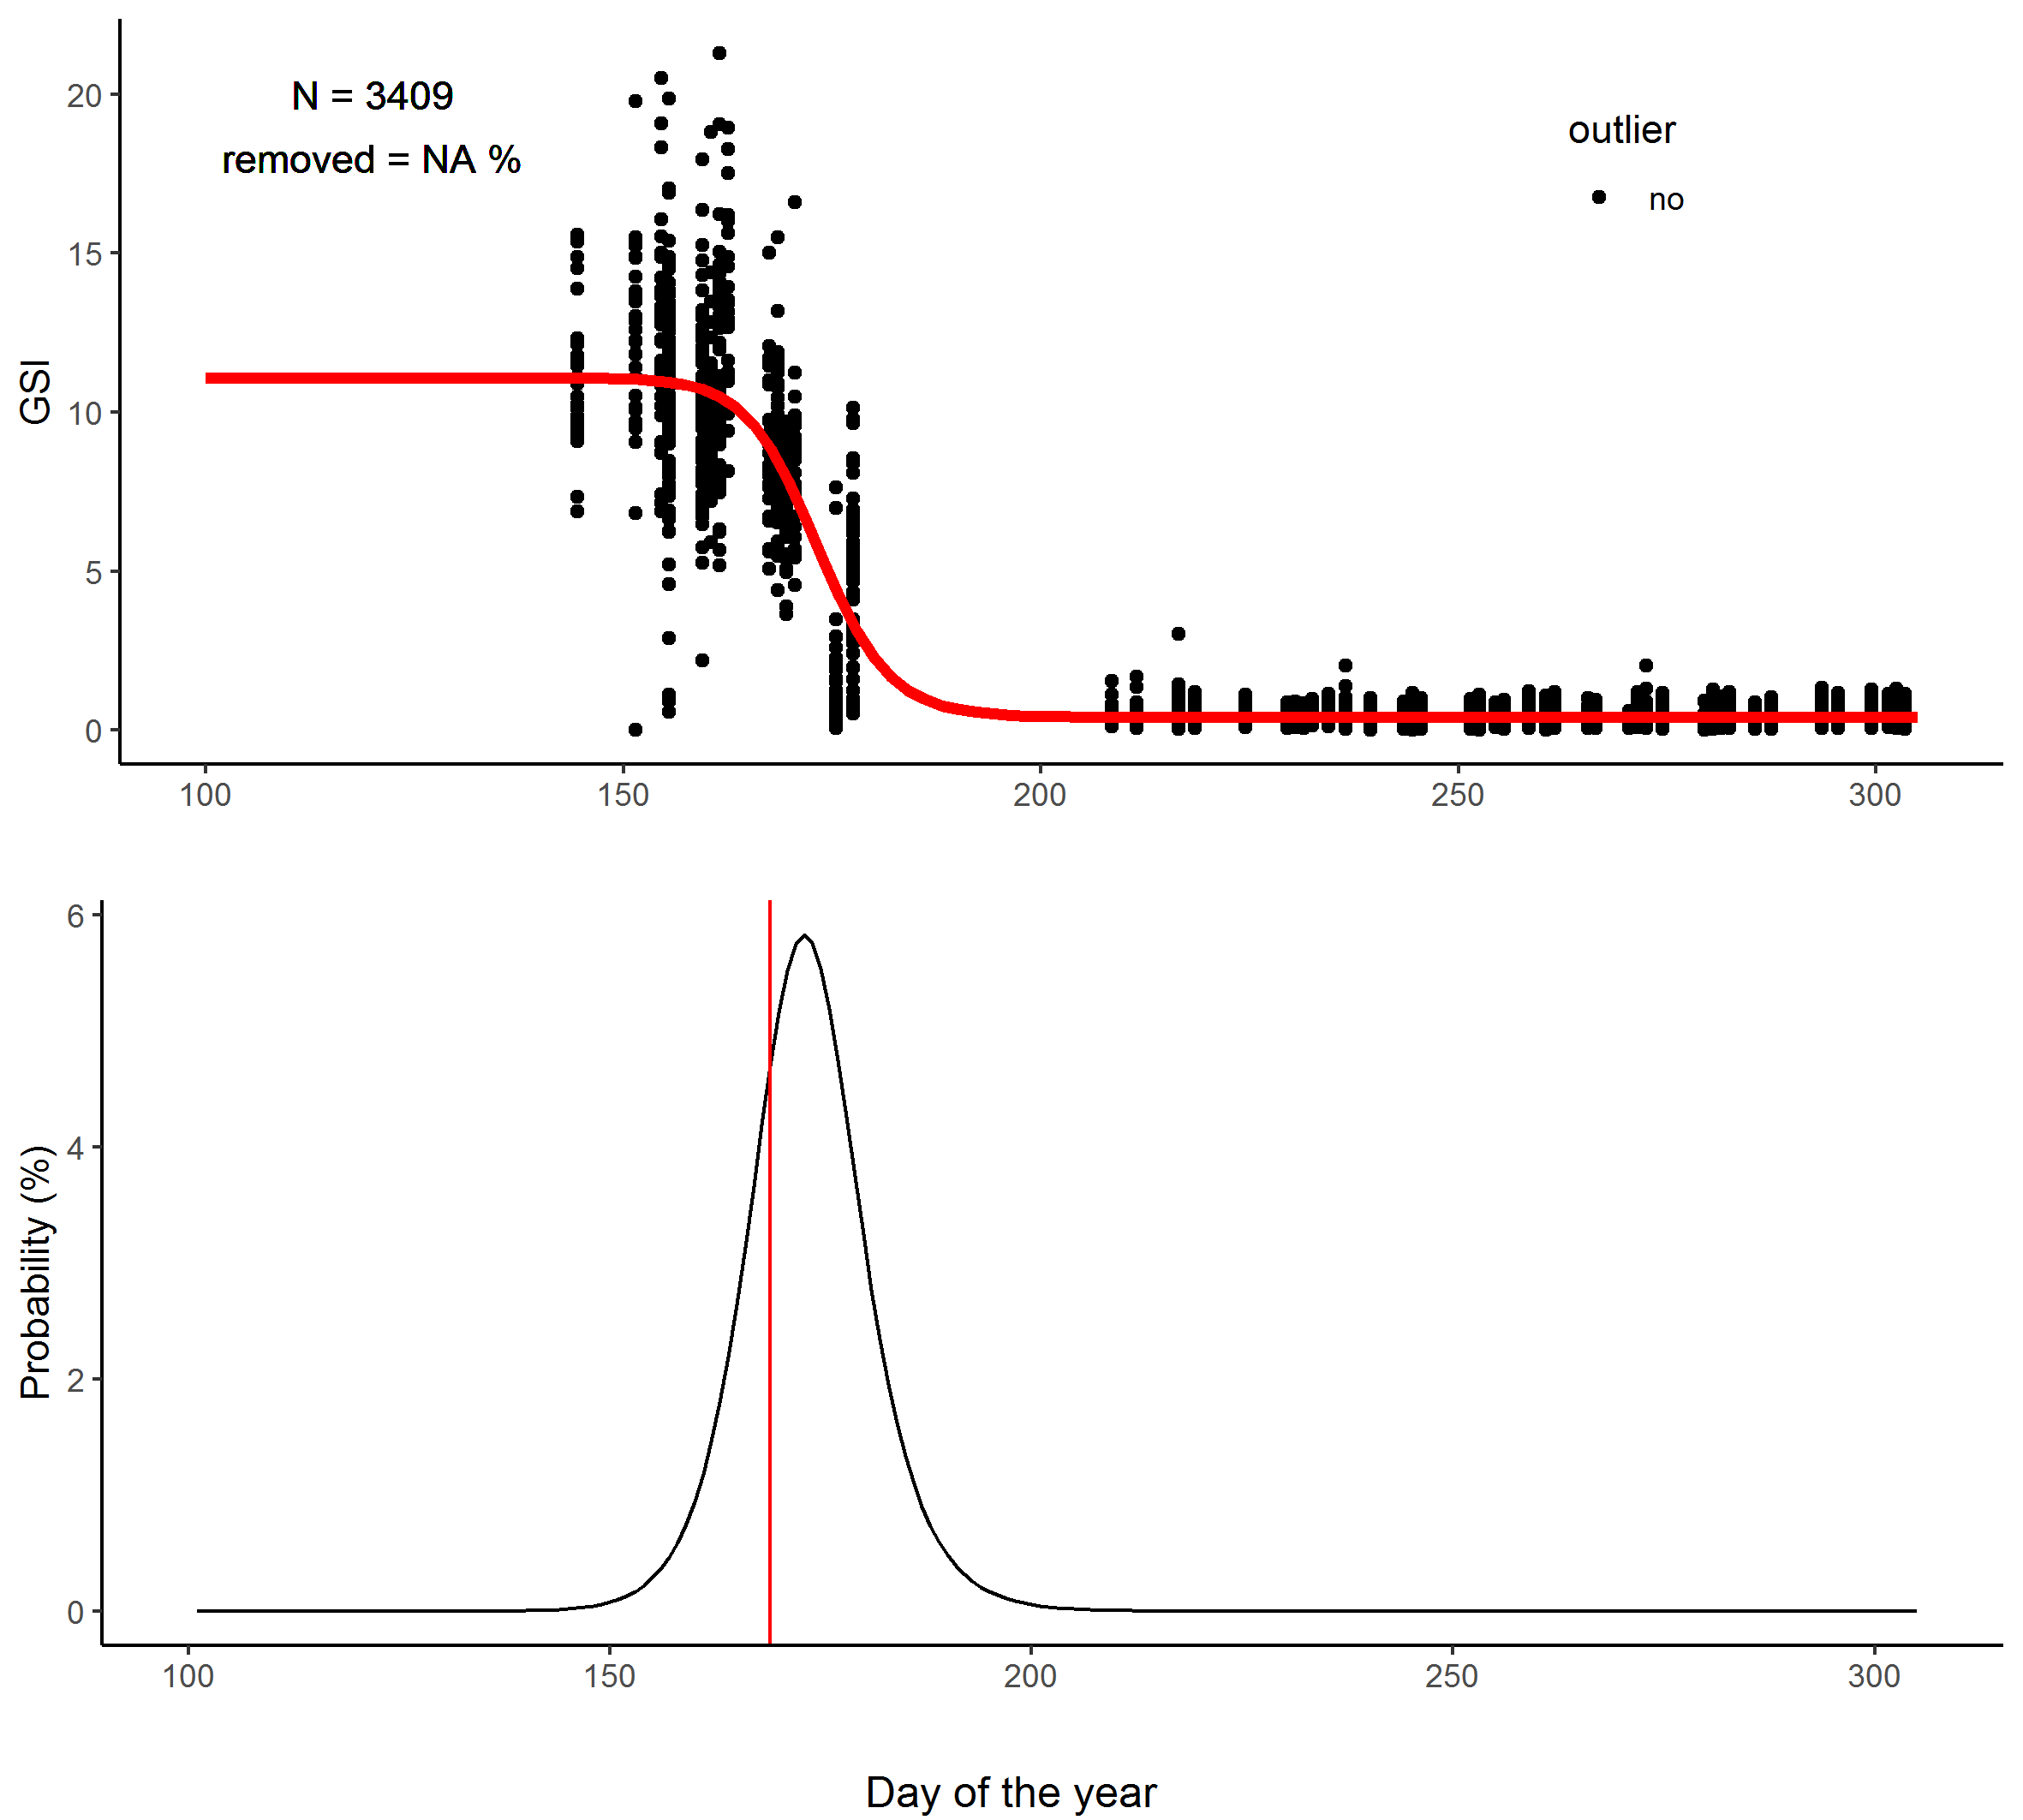 N = 3409
removed = NA %
outlier
no
GSI
20
15
10
5
0
100 150 200 250 300
Probability (%)
6
4
2
0
100 150 200 250 300
Day of the year